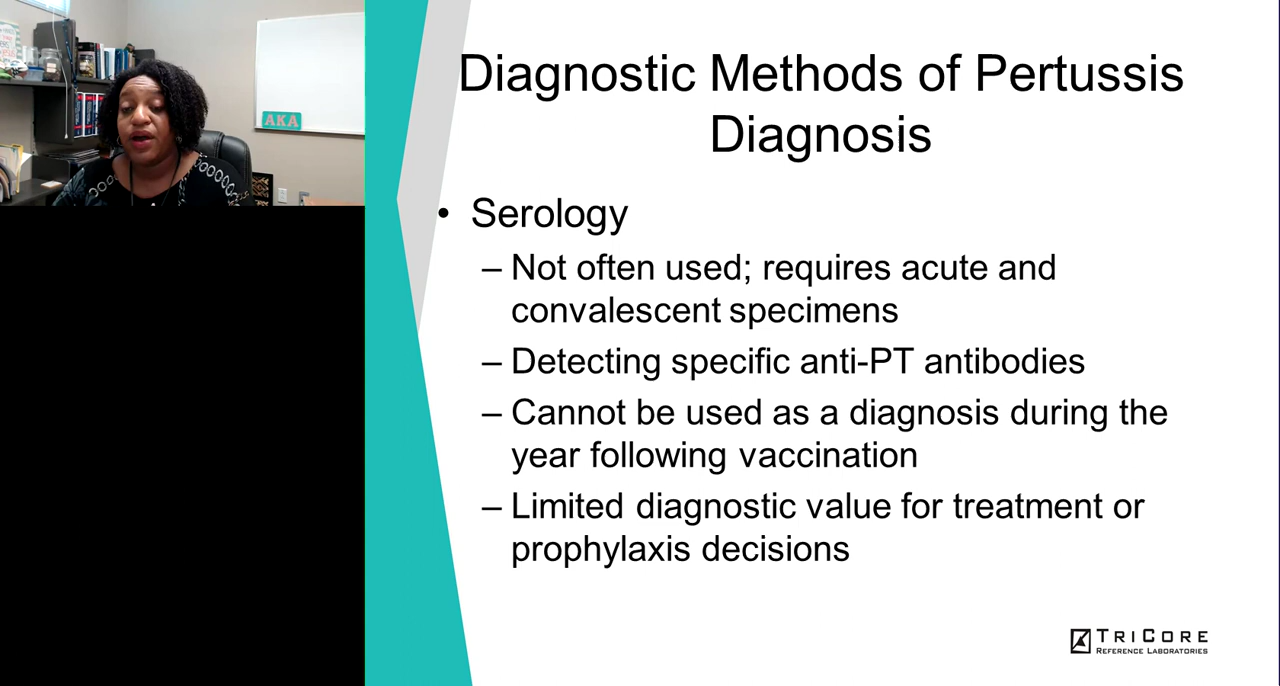 AKA
Diagnostic Methods of Pertussis
Diagnosis
• Serology
– Not often used; requires acute and
convalescent specimens
– Detecting specific anti-PT antibodies
– Cannot be used as a diagnosis during the
year following vaccination
– Limited diagnostic value for treatment or
prophylaxis decisions
TRICORE
REFERENCE LABORATORIES